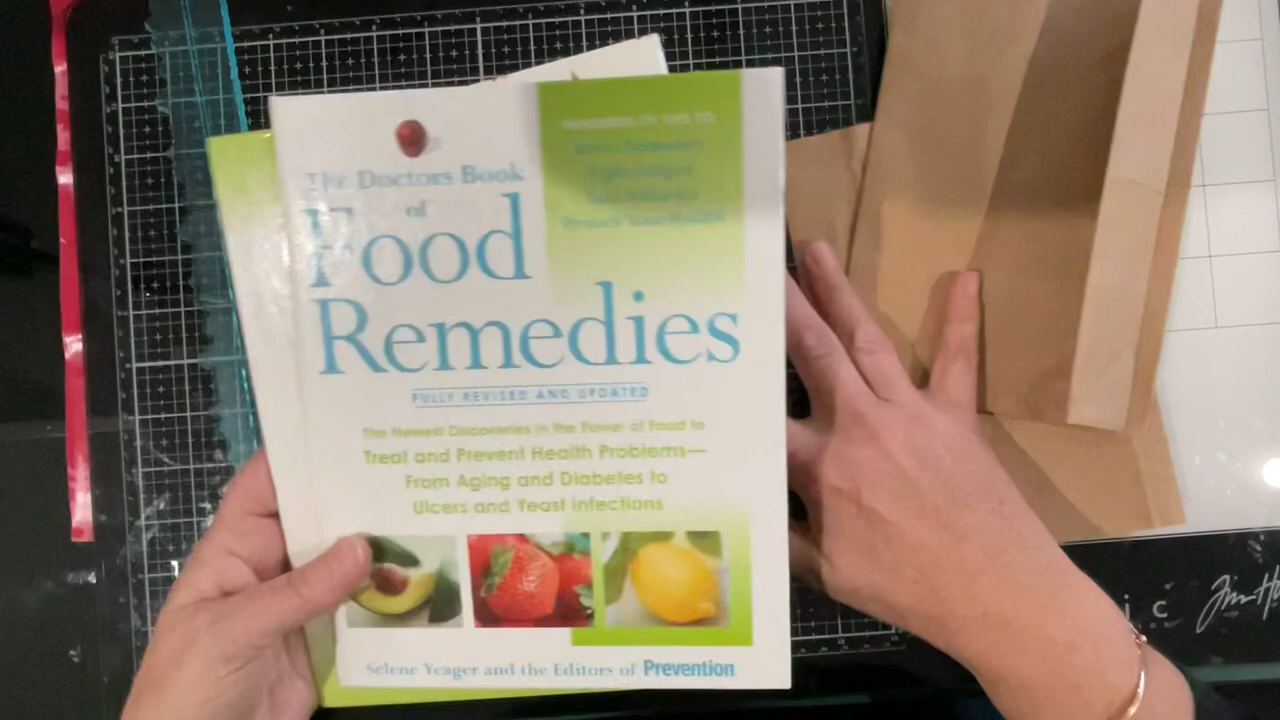 The Doctors Book
of
Food
Remedies
FULLY REVISED AND UPDATED
The Newest Discoveries in the Power of Food to
Treat and Prevent Health Problems—
From Aging and Diabetes to
Ulcers and Yeast Infections
Selene Yeager and the Editors of Prevention